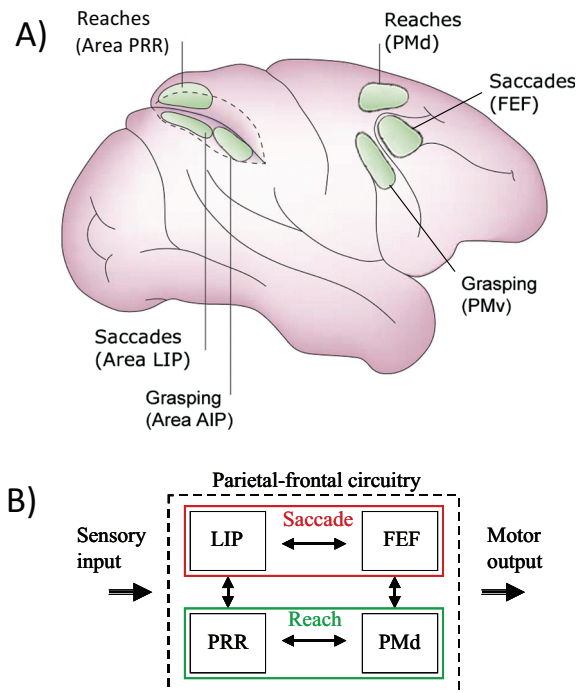 A)
Reaches
(Area PRR)
Reaches
(PMd)
Saccades
(FEF)
Grasping
(PMv)
Saccades
(Area LIP)
Grasping
(Area AIP)
B)
Parietal-frontal circuitry
Sensory
input
LIP
Saccade
FEF
Motor
output
PRR
Reach
PMd